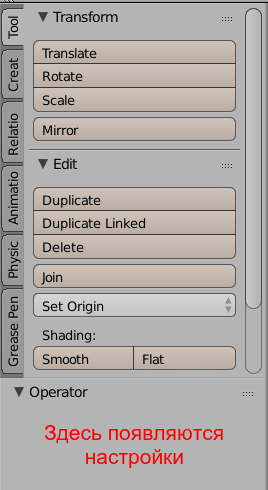 Tool
Creat
Relatio
Animatio
Physic
Grease Pen
Transform
Translate
Rotate
Scale
Mirror
Edit
Duplicate
Duplicate Linked
Delete
Join
Set Origin
Shading:
Smooth Flat
Operator
Здесь появляются
настройки